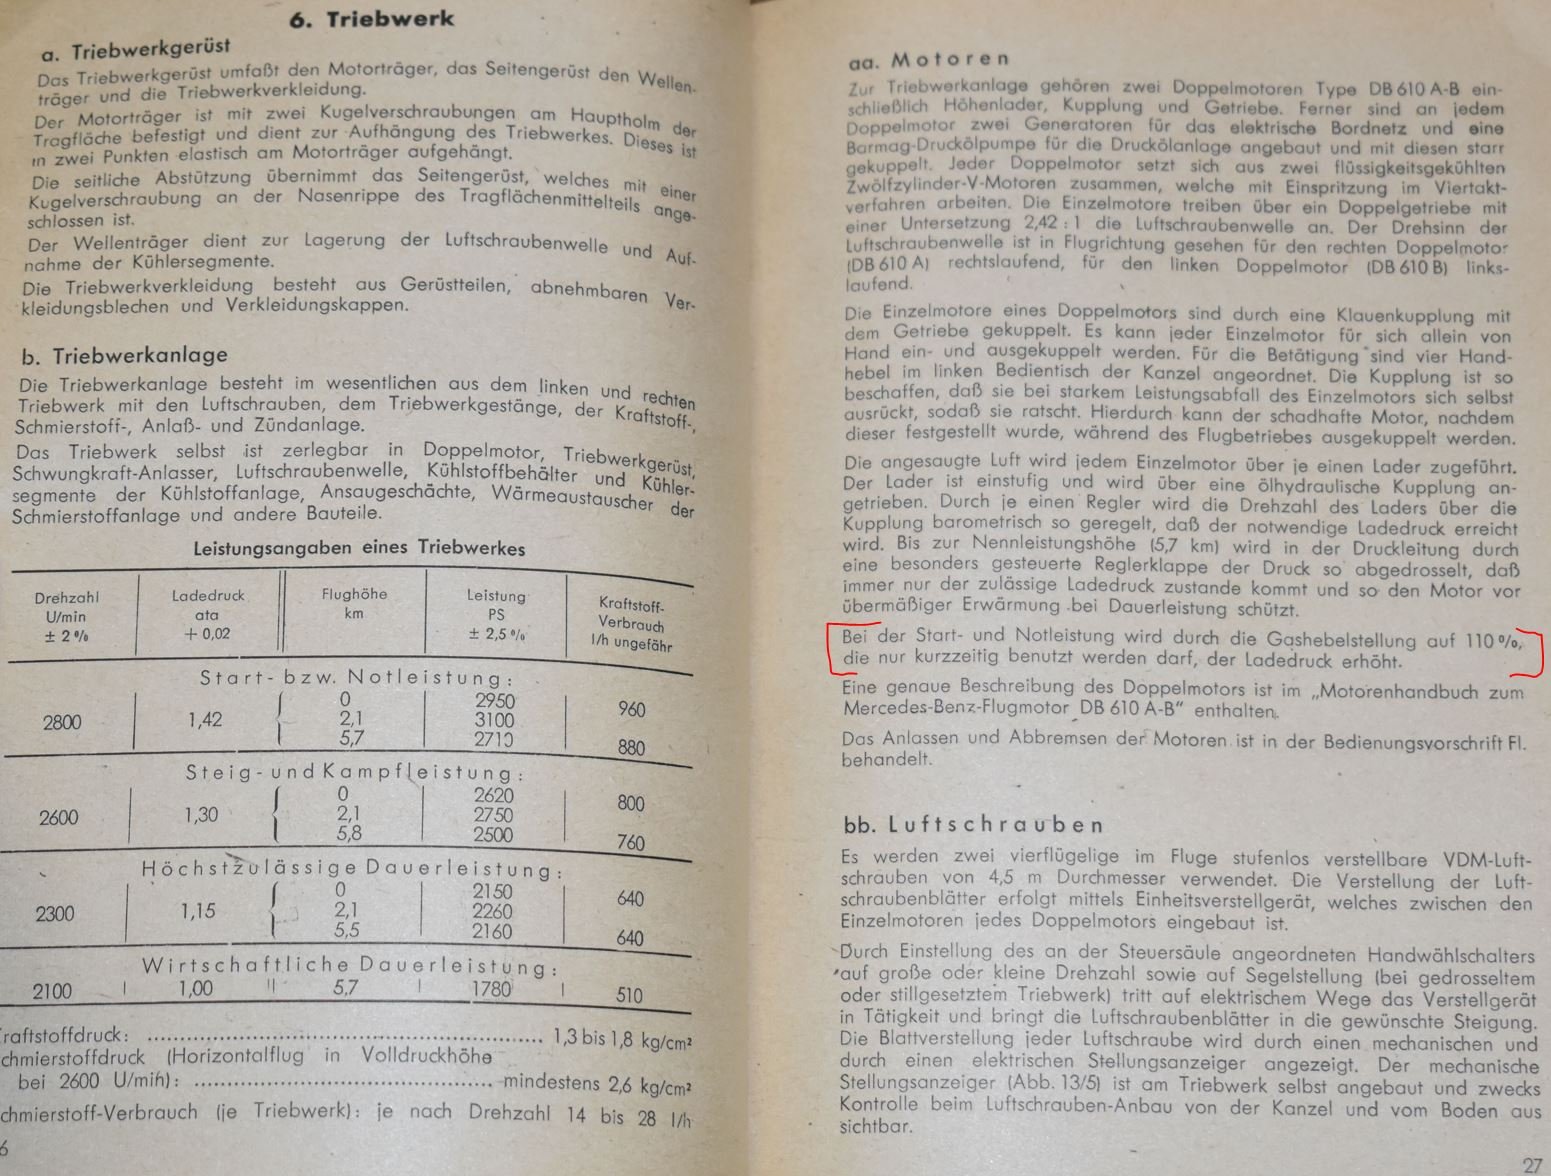 6. Triebwerk
a. Triebwerkgerüst
Das Triebwerkgerüst umfaßt den Motorträger, das Seitengerüst den Wellen-
träger und die Triebwerkverkleidung.
Der Motorträger ist mit zwei Kugelverschraubungen am Hauptholm der
Tragfläche befestigt und dient zur Aufhängung des Triebwerkes. Dieses ist
in zwei Punkten elastisch am Motorträger aufgehängt.
Die seitliche Abstützung übernimmt das Seitengerüst, welches mit einer
Kugelverschraubung an der Nasenrippe des Tragflächenmittelteils ange-
schlossen ist.
Der Wellenträger dient zur Lagerung der Luftschraubenwelle und Auf-
nahme der Kühlersegmente.
Die Triebwerkverkleidung besteht aus Gerüstteilen, abnehmbaren Ver-
kleidungsblechen und Verkleidungskappen.
b. Triebwerkanlage
Die Triebwerkanlage besteht im wesentlichen aus dem linken und rechten
Triebwerk mit den Luftschrauben, dem Triebwerkgestänge, der Kraftstoff-,
Schmierstoff-, Anlaß- und Zündanlage.
Das Triebwerk selbst ist zerlegbar in Doppelmotor, Triebwerkgerüst,
Schwungkraft-Anlasser, Luftschraubenwelle, Kühlstoffbehälter und Kühler-
segmente der Kühlstoffanlage, Ansaugeschächte, Wärmeaustauscher der
Schmierstoffanlage und andere Bauteile.
Leistungsangaben eines Triebwerkes
Drehzahl U/min ± 2 % Ladedruck ata + 0,02 Flughöhe km Leistung PS ± 2,5 % Kraftstoff-Verbrauch l/h ungefähr
Start- bzw. Notleistung:
0 2950
2800 1,42 { 2,1 3100 960
5,7 2710 880
Steig- und Kampfleistung:
0 2620
2600 1,30 { 2,1 2750 800
5,8 2500 760
Höchstzulässige Dauerleistung:
0 2150
2300 1,15 { 2,1 2260 640
5,5 2160 640
Wirtschaftliche Dauerleistung:
2100 1,00 5,7 1780 510
raftstoffdruck: ........ 1,3 bis 1,8 kg/cm²
chmierstoffdruck (Horizontalflug in Volldruckhöhe
bei 2600 U/min): ........ mindestens 2,6 kg/cm²
chmierstoff-Verbrauch (je Triebwerk): je nach Drehzahl 14 bis 28 l/h
6
aa. Motoren
Zur Triebwerkanlage gehören zwei Doppelmotoren Type DB 610 A-B ein-
schließlich Höhenlader, Kupplung und Getriebe. Ferner sind an jedem
Doppelmotor zwei Generatoren für das elektrische Bordnetz und eine
Barmag-Druckölpumpe für die Druckölanlage angebaut und mit diesen starr
gekuppelt. Jeder Doppelmotor setzt sich aus zwei flüssigkeitsgekühlten
Zwölfzylinder-V-Motoren zusammen, welche mit Einspritzung im Viertakt-
verfahren arbeiten. Die Einzelmotore treiben über ein Doppelgetriebe mit
einer Untersetzung 2,42 : 1 die Luftschraubenwelle an. Der Drehsinn der
Luftschraubenwelle ist in Flugrichtung gesehen für den rechten Doppelmotor
(DB 610 A) rechtslaufend, für den linken Doppelmotor (DB 610 B) links-
laufend.
Die Einzelmotore eines Doppelmotors sind durch eine Klauenkupplung mit
dem Getriebe gekuppelt. Es kann jeder Einzelmotor für sich allein von
Hand ein- und ausgekuppelt werden. Für die Betätigung sind vier Hand-
hebel im linken Bedientisch der Kanzel angeordnet. Die Kupplung ist so
beschaffen, daß sie bei starkem Leistungsabfall des Einzelmotors sich selbst
ausrückt, sodaß sie ratscht. Hierdurch kann der schadhafte Motor, nachdem
dieser festgestellt wurde, während des Flugbetriebes ausgekuppelt werden.
Die angesaugte Luft wird jedem Einzelmotor über je einen Lader zugeführt.
Der Lader ist einstufig und wird über eine ölhydraulische Kupplung an-
getrieben. Durch je einen Regler wird die Drehzahl des Laders über die
Kupplung barometrisch so geregelt, daß der notwendige Ladedruck erreicht
wird. Bis zur Nennleistungshöhe (5,7 km) wird in der Druckleitung durch
eine besonders gesteuerte Reglerklappe der Druck so abgedrosselt, daß
immer nur der zulässige Ladedruck zustande kommt und so den Motor vor
übermäßiger Erwärmung bei Dauerleistung schützt.
Bei der Start- und Notleistung wird durch die Gashebelstellung auf 110 %,
die nur kurzzeitig benutzt werden darf, der Ladedruck erhöht.
Eine genaue Beschreibung des Doppelmotors ist im „Motorenhandbuch zum
Mercedes-Benz-Flugmotor DB 610 A-B" enthalten.
Das Anlassen und Abbremsen der Motoren ist in der Bedienungsvorschrift Fl.
behandelt.
bb. Luftschrauben
Es werden zwei vierflügelige im Fluge stufenlos verstellbare VDM-Luft-
schrauben von 4,5 m Durchmesser verwendet. Die Verstellung der Luft-
schraubenblätter erfolgt mittels Einheitsverstellgerät, welches zwischen den
Einzelmotoren jedes Doppelmotors eingebaut ist.
Durch Einstellung des an der Steuersäule angeordneten Handwählschalters
auf große oder kleine Drehzahl sowie auf Segelstellung (bei gedrosseltem
oder stillgesetztem Triebwerk) tritt auf elektrischem Wege das Verstellgerät
in Tätigkeit und bringt die Luftschraubenblätter in die gewünschte Steigung.
Die Blattverstellung jeder Luftschraube wird durch einen mechanischen und
durch einen elektrischen Stellungsanzeiger angezeigt. Der mechanische
Stellungsanzeiger (Abb. 13/5) ist am Triebwerk selbst angebaut und zwecks
Kontrolle beim Luftschrauben-Anbau von der Kanzel und vom Boden aus
sichtbar.
27